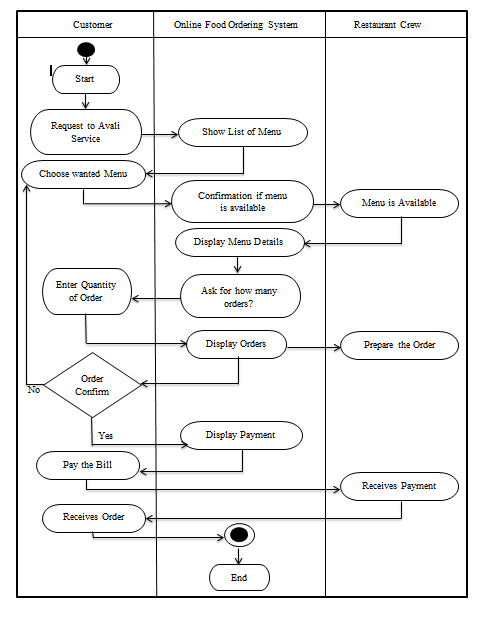 Customer
Online Food Ordering System
Restaurant Crew
Start
Request to Avali
Service
Show List of Menu
Choose wanted Menu
Confirmation if menu
is available
Menu is Available
Display Menu Details
Enter Quantity
of Order
Ask for how many
orders?
Display Orders
Prepare the Order
Order
Confirm
No
Yes
Display Payment
Pay the Bill
Receives Payment
Receives Order
End